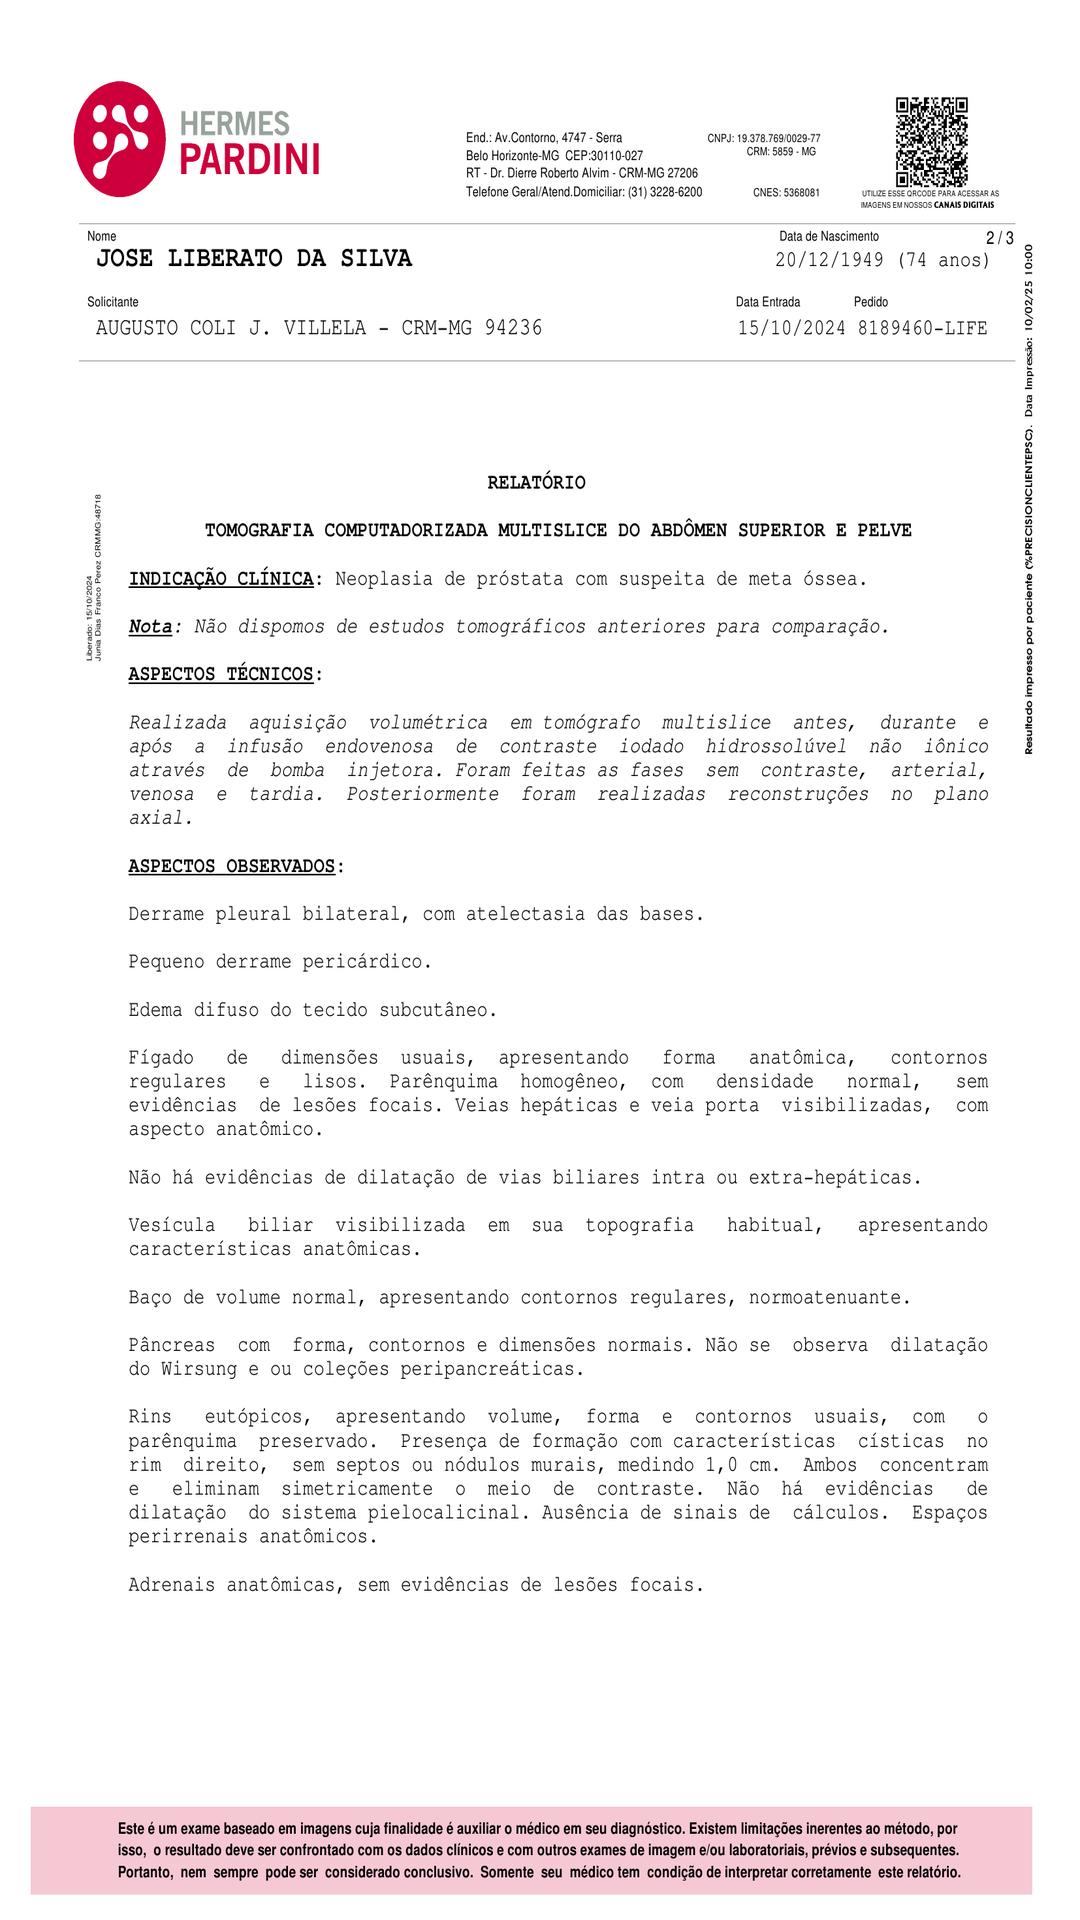 HERMES
PARDINI
End.: Av.Contorno, 4747 - Serra
Belo Horizonte-MG CEP:30110-027
RT - Dr. Dierre Roberto Alvim - CRM-MG 27206
Telefone Geral/Atend.Domiciliar: (31) 3228-6200
CNPJ: 19.378.769/0029-77
CRM: 5859 - MG
CNES: 5368081
UTILIZE ESSE QRCODE PARA ACESSAR AS
IMAGENS EM NOSSOS CANAIS DIGITAIS
Nome
JOSE LIBERATO DA SILVA
Data de Nascimento
2/3
20/12/1949 (74 anos)
Solicitante
AUGUSTO COLI J. VILLELA - CRM-MG 94236
Data Entrada Pedido
15/10/2024 8189460-LIFE
Resultado impresso por paciente (%PRECISIONCLIENTEPSC). Data Impressão: 10/02/25 10:00
Liberado: 15/10/2024
Junia Dias Franco Perez CRMMG:48718
RELATÓRIO
TOMOGRAFIA COMPUTADORIZADA MULTISLICE DO ABDÔMEN SUPERIOR E PELVE
INDICAÇÃO CLÍNICA: Neoplasia de próstata com suspeita de meta óssea.
Nota: Não dispomos de estudos tomográficos anteriores para comparação.
ASPECTOS TÉCNICOS:
Realizada aquisição volumétrica em tomógrafo multislice antes, durante e
após a infusão endovenosa de contraste iodado hidrossolúvel não iônico
através de bomba injetora. Foram feitas as fases sem contraste, arterial,
venosa e tardia. Posteriormente foram realizadas reconstruções no plano
axial.
ASPECTOS OBSERVADOS:
Derrame pleural bilateral, com atelectasia das bases.
Pequeno derrame pericárdico.
Edema difuso do tecido subcutâneo.
Fígado de dimensões usuais, apresentando forma anatômica, contornos
regulares e lisos. Parênquima homogêneo, com densidade normal, sem
evidências de lesões focais. Veias hepáticas e veia porta visibilizadas, com
aspecto anatômico.
Não há evidências de dilatação de vias biliares intra ou extra-hepáticas.
Vesícula biliar visibilizada em sua topografia habitual, apresentando
características anatômicas.
Baço de volume normal, apresentando contornos regulares, normoatenuante.
Pâncreas com forma, contornos e dimensões normais. Não se observa dilatação
do Wirsung e ou coleções peripancreáticas.
Rins eutópicos, apresentando volume, forma e contornos usuais, com o
parênquima preservado. Presença de formação com características císticas no
rim direito, sem septos ou nódulos murais, medindo 1,0 cm. Ambos concentram
e eliminam simetricamente o meio de contraste. Não há evidências de
dilatação do sistema pielocalicinal. Ausência de sinais de cálculos. Espaços
perirrenais anatômicos.
Adrenais anatômicas, sem evidências de lesões focais.
Este é um exame baseado em imagens cuja finalidade é auxiliar o médico em seu diagnóstico. Existem limitações inerentes ao método, por
isso, o resultado deve ser confrontado com os dados clínicos e com outros exames de imagem e/ou laboratoriais, prévios e subsequentes.
Portanto, nem sempre pode ser considerado conclusivo. Somente seu médico tem condição de interpretar corretamente este relatório.